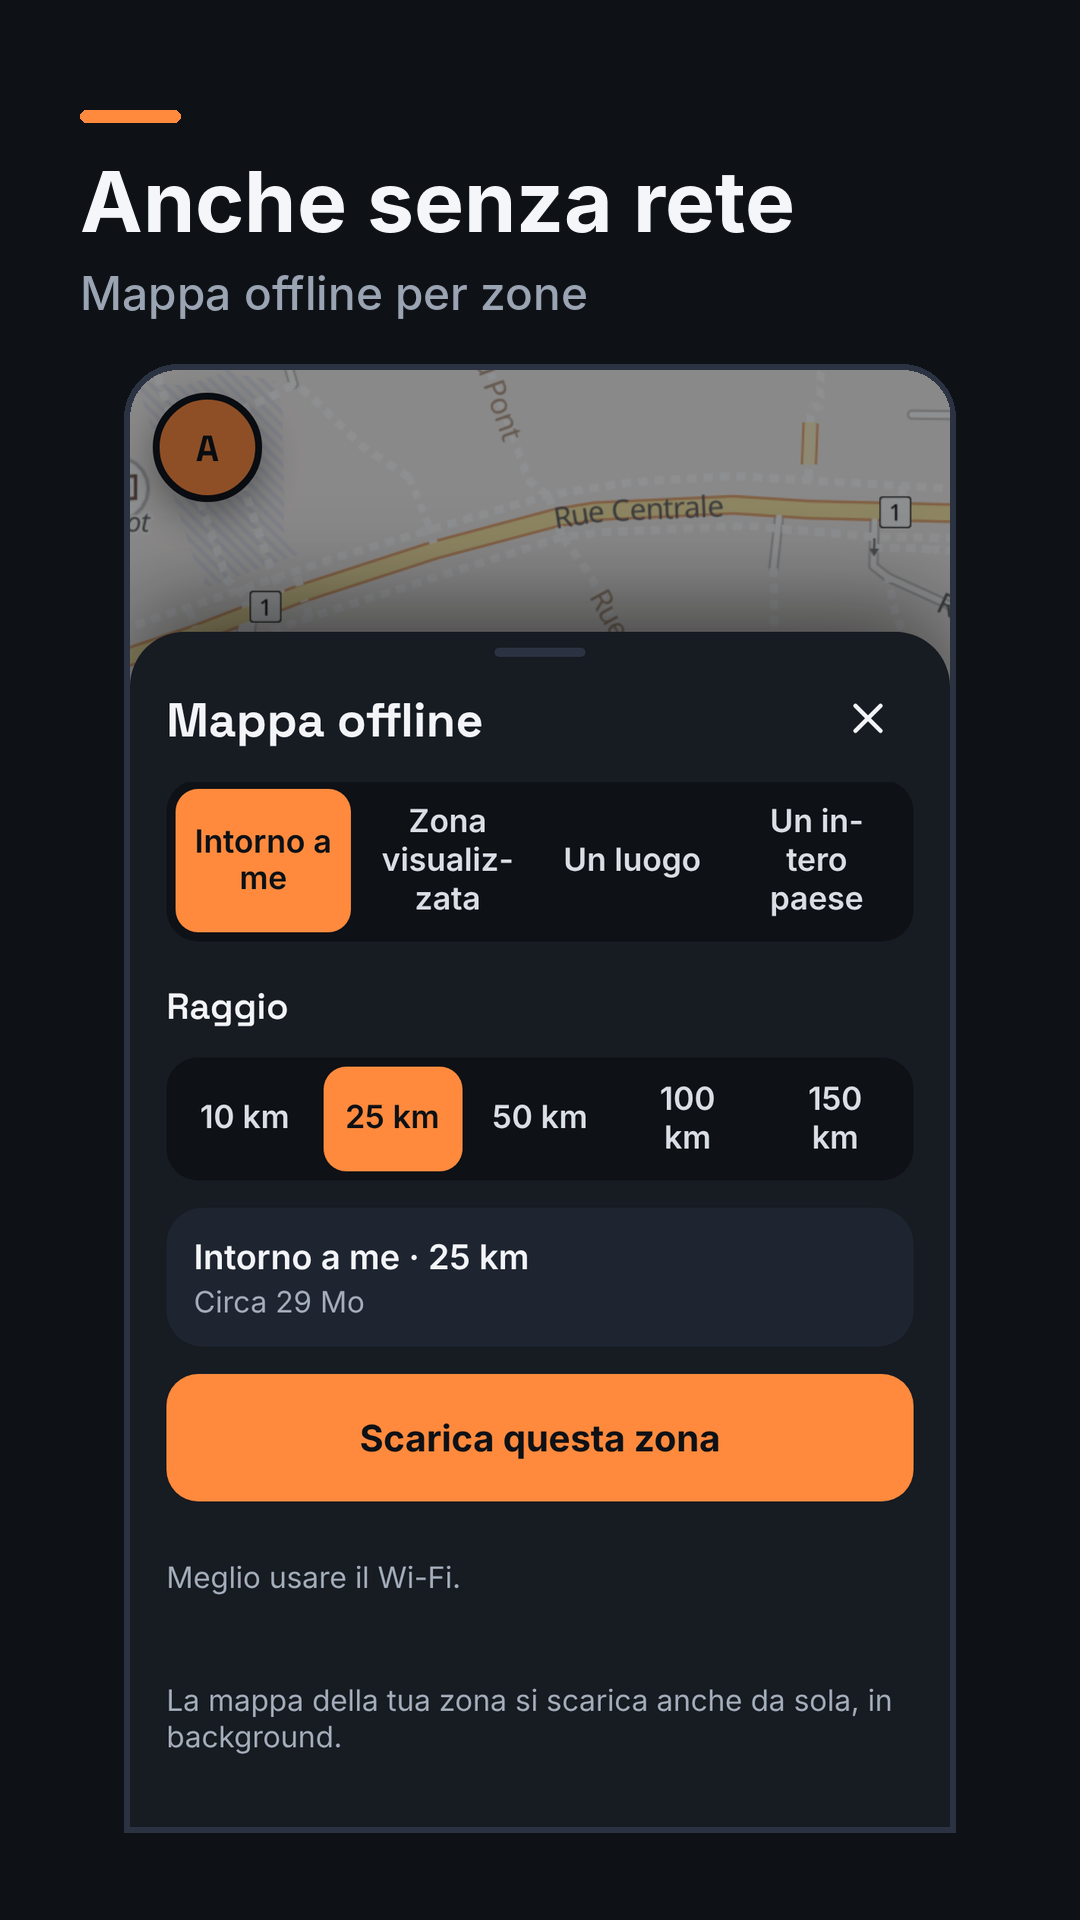 Anche senza rete
Mappa offline per zone
A
Pont
Rue Centrale
1
ot
1
Rue
Mappa offline
Intorno a
me
Zona
visualiz-
zata
Un luogo
Un in-
tero
paese
Raggio
10 km
25 km
50 km
100
km
150
km
Intorno a me · 25 km
Circa 29 Mo
Scarica questa zona
Meglio usare il Wi-Fi.
La mappa della tua zona si scarica anche da sola, in
background.